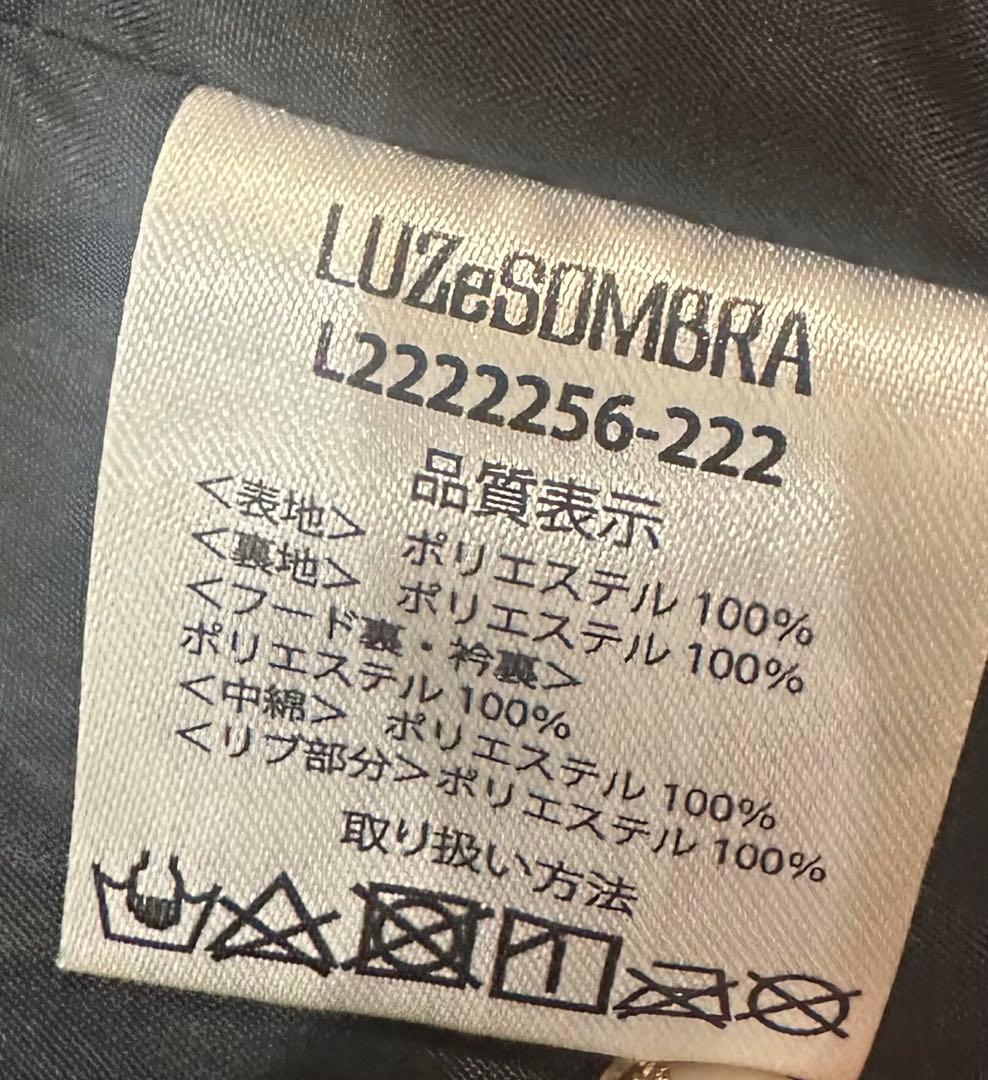 LUZeSOMBRA
L2222256-222
品質表示
<表地> ポリエステル 100%
<裏地> ポリエステル 100%
<フード裏・衿裏>
ポリエステル 100%
<中綿> ポリエステル 100%
<リブ部分>ポリエステル 100%
取り扱い方法